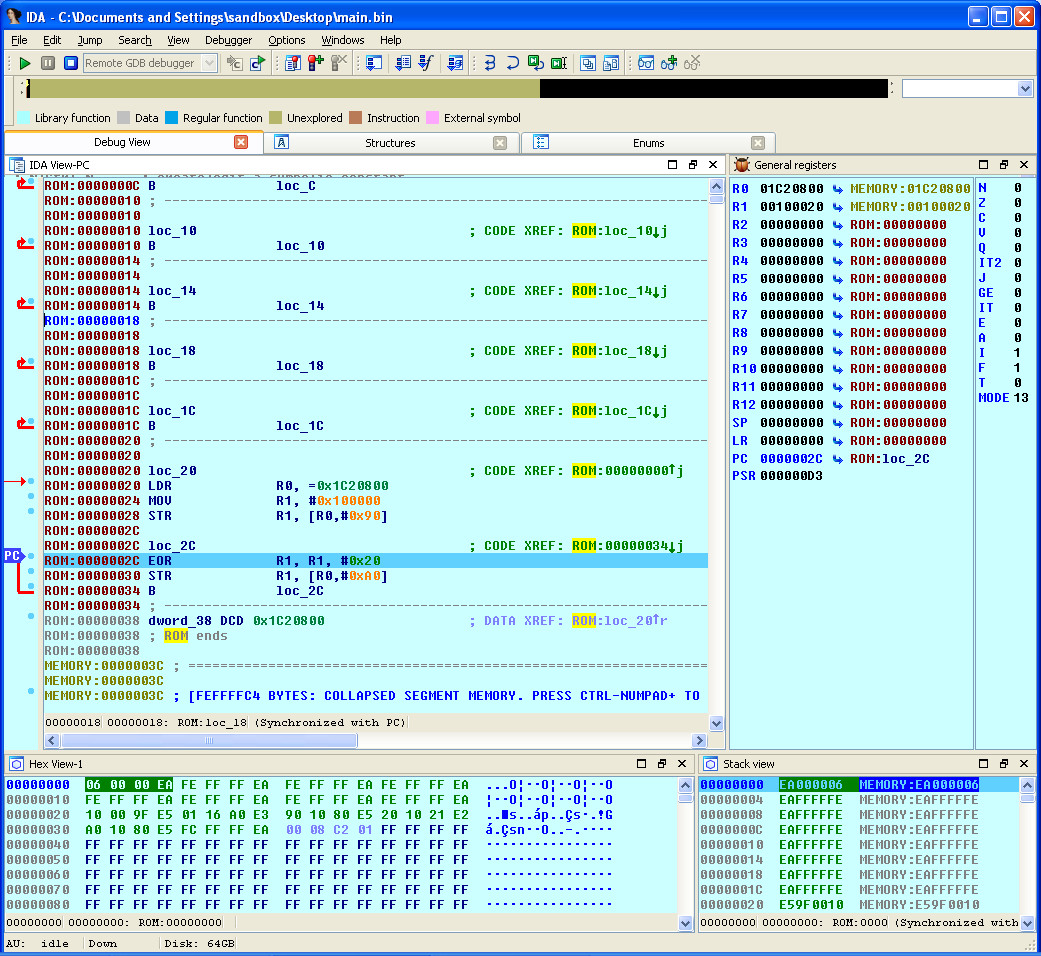 IDA - C:\Documents and Settings\sandbox\Desktop\main.bin
File Edit Jump Search View Debugger Options Windows Help
Remote GDB debugger
Library function Data Regular function Unexplored Instruction External symbol
Debug View Structures Enums
IDA View-PC
ROM:0000000C B loc_C
ROM:00000010 ; ---------------------------------------------------------------------------
ROM:00000010
ROM:00000010 loc_10 ; CODE XREF: ROM:loc_10↓j
ROM:00000010 B loc_10
ROM:00000014 ; ---------------------------------------------------------------------------
ROM:00000014
ROM:00000014 loc_14 ; CODE XREF: ROM:loc_14↓j
ROM:00000014 B loc_14
ROM:00000018 ; ---------------------------------------------------------------------------
ROM:00000018
ROM:00000018 loc_18 ; CODE XREF: ROM:loc_18↓j
ROM:00000018 B loc_18
ROM:0000001C ; ---------------------------------------------------------------------------
ROM:0000001C
ROM:0000001C loc_1C ; CODE XREF: ROM:loc_1C↓j
ROM:0000001C B loc_1C
ROM:00000020 ; ---------------------------------------------------------------------------
ROM:00000020
ROM:00000020 loc_20 ; CODE XREF: ROM:00000000↑j
ROM:00000020 LDR R0, =0x1C20800
ROM:00000024 MOV R1, #0x100000
ROM:00000028 STR R1, [R0,#0x90]
ROM:0000002C
ROM:0000002C loc_2C ; CODE XREF: ROM:00000034↓j
PC
ROM:0000002C EOR R1, R1, #0x20
ROM:00000030 STR R1, [R0,#0xA0]
ROM:00000034 B loc_2C
ROM:00000034 ; ---------------------------------------------------------------------------
ROM:00000038 dword_38 DCD 0x1C20800 ; DATA XREF: ROM:loc_20↑r
ROM:00000038 ; ROM ends
ROM:00000038
MEMORY:0000003C ; ===========================================================================
MEMORY:0000003C
MEMORY:0000003C ; [FEFFFFC4 BYTES: COLLAPSED SEGMENT MEMORY. PRESS CTRL-NUMPAD+ TO
00000018 00000018: ROM:loc_18 (Synchronized with PC)
General registers
R0 01C20800 MEMORY:01C20800
R1 00100020 MEMORY:00100020
R2 00000000 ROM:00000000
R3 00000000 ROM:00000000
R4 00000000 ROM:00000000
R5 00000000 ROM:00000000
R6 00000000 ROM:00000000
R7 00000000 ROM:00000000
R8 00000000 ROM:00000000
R9 00000000 ROM:00000000
R10 00000000 ROM:00000000
R11 00000000 ROM:00000000
R12 00000000 ROM:00000000
SP 00000000 ROM:00000000
LR 00000000 ROM:00000000
PC 0000002C ROM:loc_2C
PSR 000000D3
N 0
Z 0
C 0
V 0
Q 0
IT2 0
J 0
GE 0
IT 0
E 0
A 0
I 1
F 1
T 0
MODE 13
Hex View-1
00000000 06 00 00 EA FE FF FF EA FE FF FF EA FE FF FF EA ...O¦--O¦--O¦--O
00000010 FE FF FF EA FE FF FF EA FE FF FF EA FE FF FF EA ¦--O¦--O¦--O¦--O
00000020 10 00 9F E5 01 16 A0 E3 90 10 80 E5 20 10 21 E2
00000030 A0 10 80 E5 FC FF FF EA 00 08 C2 01 FF FF FF FF
00000040 FF FF FF FF FF FF FF FF FF FF FF FF FF FF FF FF ----------------
00000050 FF FF FF FF FF FF FF FF FF FF FF FF FF FF FF FF ----------------
00000060 FF FF FF FF FF FF FF FF FF FF FF FF FF FF FF FF ----------------
00000070 FF FF FF FF FF FF FF FF FF FF FF FF FF FF FF FF ----------------
00000080 FF FF FF FF FF FF FF FF FF FF FF FF FF FF FF FF ----------------
00000000 00000000: ROM:00000000
Stack view
00000000 EA000006 MEMORY:EA000006
00000004 EAFFFFFE MEMORY:EAFFFFFE
00000008 EAFFFFFE MEMORY:EAFFFFFE
0000000C EAFFFFFE MEMORY:EAFFFFFE
00000010 EAFFFFFE MEMORY:EAFFFFFE
00000014 EAFFFFFE MEMORY:EAFFFFFE
00000018 EAFFFFFE MEMORY:EAFFFFFE
0000001C EAFFFFFE MEMORY:EAFFFFFE
00000020 E59F0010 MEMORY:E59F0010
00000000 00000000: ROM:0000 (Synchronized with
AU: idle Down Disk: 64GB